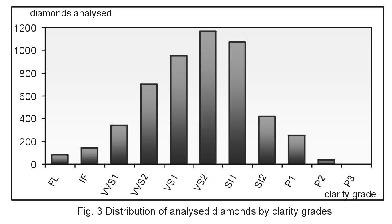 diamonds analysed
1200
1000
800
600
400
200
0
FL
IF
VVS1
VVS2
VS1
VS2
SI1
SI2
P1
P2
P3
clarity grade
Fig. 3 Distribution of analysed diamonds by clarity grades